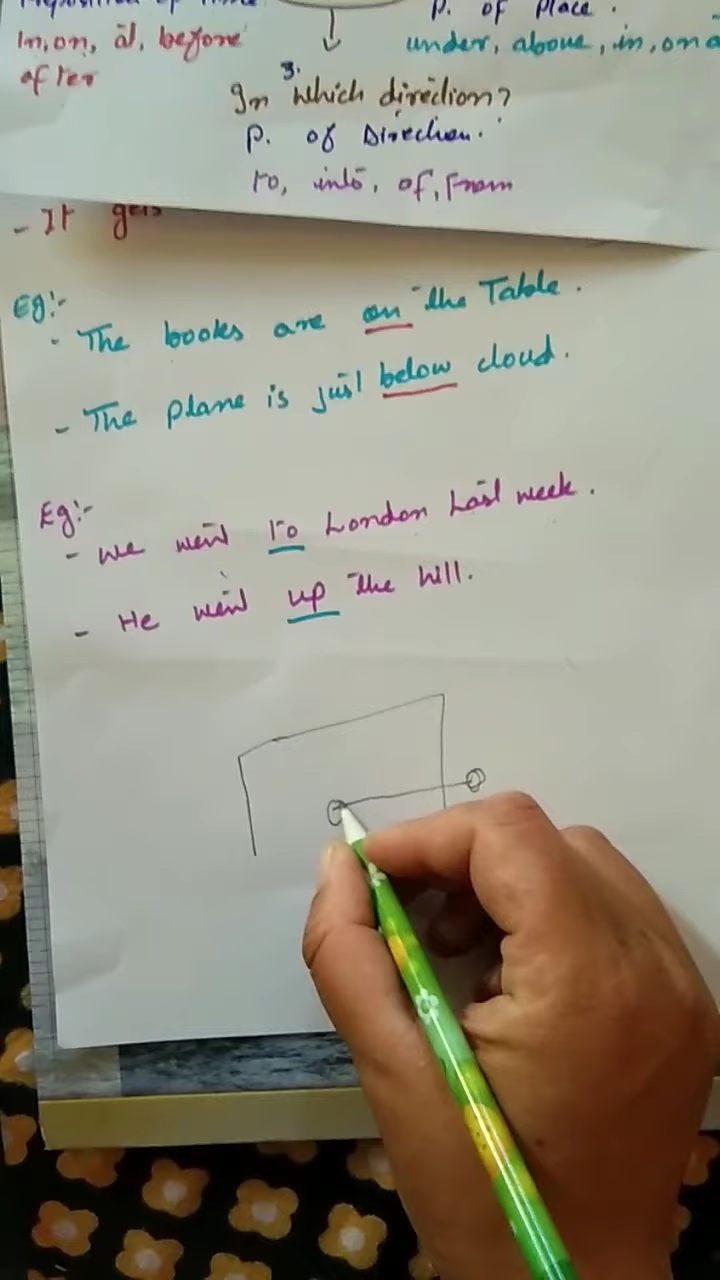 P. of Place.
In, on, at, before
after
under, above, in, on a
3.
In which direction?
P. of Direction.
to, into, of, From
- It gets
Eg:-
- The books are on the Table.
- The plane is just below cloud.
Eg:-
- We went to London Last week.
- He went up the hill.